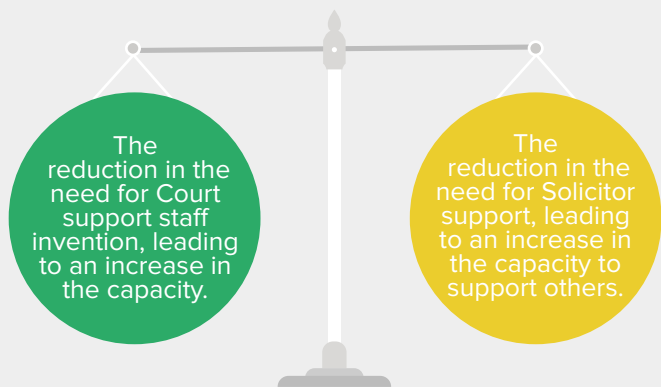 The
reduction in the
need for Court
support staff
invention, leading
to an increase in
the capacity.
The
reduction in the
need for Solicitor
support, leading
to an increase in
the capacity to
support others.